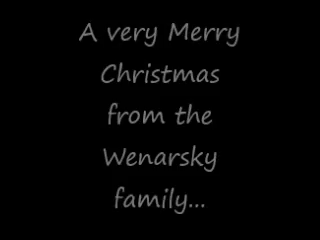 A very Merry
Christmas
from the
Wenarsky
family...